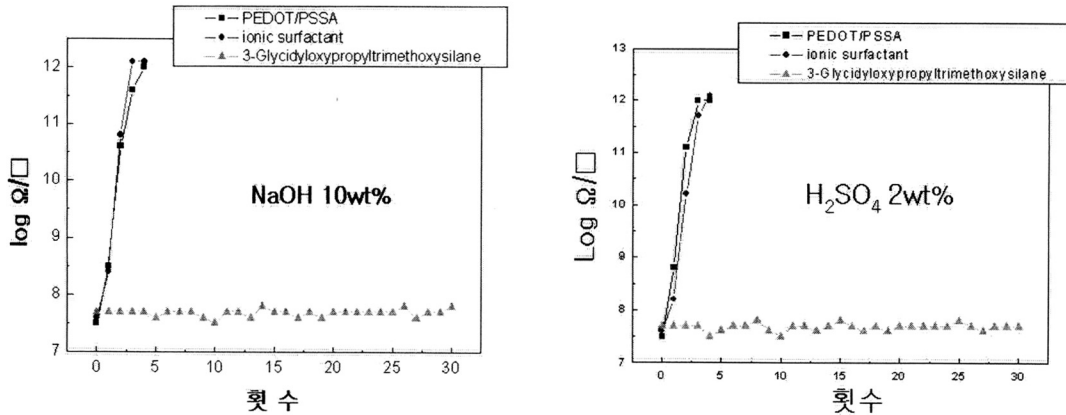 PEDOT/PSSA
ionic surfactant
3-Glycidyloxypropyltrimethoxysilane
12
11
10
9
8
7
log Ω/□
NaOH 10wt%
0 5 10 15 20 25 30
횟 수
PEDOT/PSSA
ionic surfactant
3-Glycidyloxypropyltrimethoxysilane
13
12
11
10
9
8
7
Log Ω/□
H₂SO₄ 2wt%
0 5 10 15 20 25 30
횟수